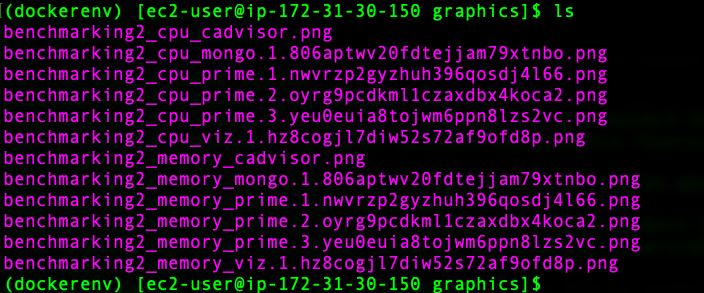 (dockerenv) [ec2-user@ip-172-31-30-150 graphics]$ ls
benchmarking2_cpu_cadvisor.png
benchmarking2_cpu_mongo.1.806aptwv20fdtejjam79xtnbo.png
benchmarking2_cpu_prime.1.nwvrzp2gyzhuh396qosdj4l66.png
benchmarking2_cpu_prime.2.oyrg9pcdkml1czaxdbx4koca2.png
benchmarking2_cpu_prime.3.yeu0euia8tojwm6ppn8lzs2vc.png
benchmarking2_cpu_viz.1.hz8cogjl7diw52s72af9ofd8p.png
benchmarking2_memory_cadvisor.png
benchmarking2_memory_mongo.1.806aptwv20fdtejjam79xtnbo.png
benchmarking2_memory_prime.1.nwvrzp2gyzhuh396qosdj4l66.png
benchmarking2_memory_prime.2.oyrg9pcdkml1czaxdbx4koca2.png
benchmarking2_memory_prime.3.yeu0euia8tojwm6ppn8lzs2vc.png
benchmarking2_memory_viz.1.hz8cogjl7diw52s72af9ofd8p.png
(dockerenv) [ec2-user@ip-172-31-30-150 graphics]$